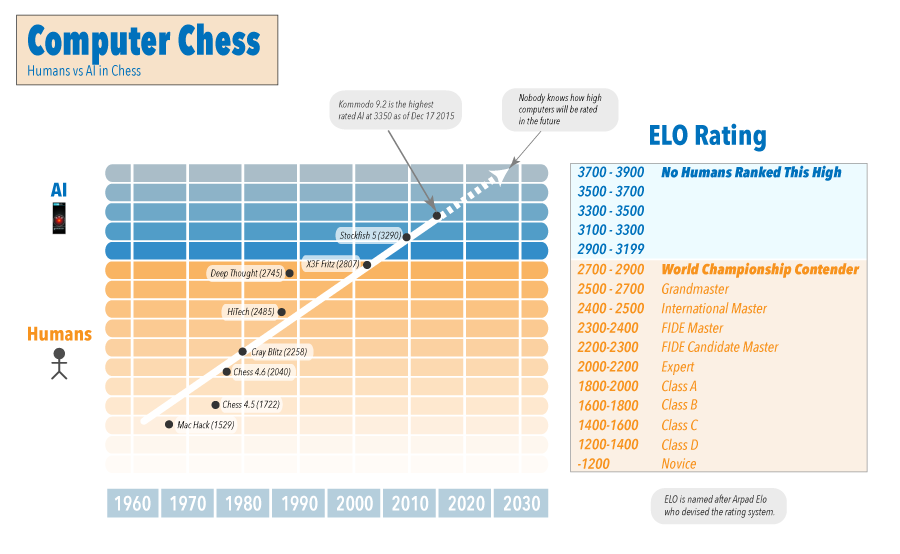 Computer Chess
Humans vs AI in Chess
Kommodo 9.2 is the highest
rated AI at 3350 as of Dec 17 2015
Nobody knows how high
computers will be rated
in the future
ELO Rating
AI
Humans
Stockfish 5 (3290)
X3F Fritz (2807)
Deep Thought (2745)
HiTech (2485)
Cray Blitz (2258)
Chess 4.6 (2040)
Chess 4.5 (1722)
Mac Hack (1529)
3700 - 3900 No Humans Ranked This High
3500 - 3700
3300 - 3500
3100 - 3300
2900 - 3199
2700 - 2900 World Championship Contender
2500 - 2700 Grandmaster
2400 - 2500 International Master
2300-2400 FIDE Master
2200-2300 FIDE Candidate Master
2000-2200 Expert
1800-2000 Class A
1600-1800 Class B
1400-1600 Class C
1200-1400 Class D
-1200 Novice
1960 1970 1980 1990 2000 2010 2020 2030
ELO is named after Arpad Elo
who devised the rating system.